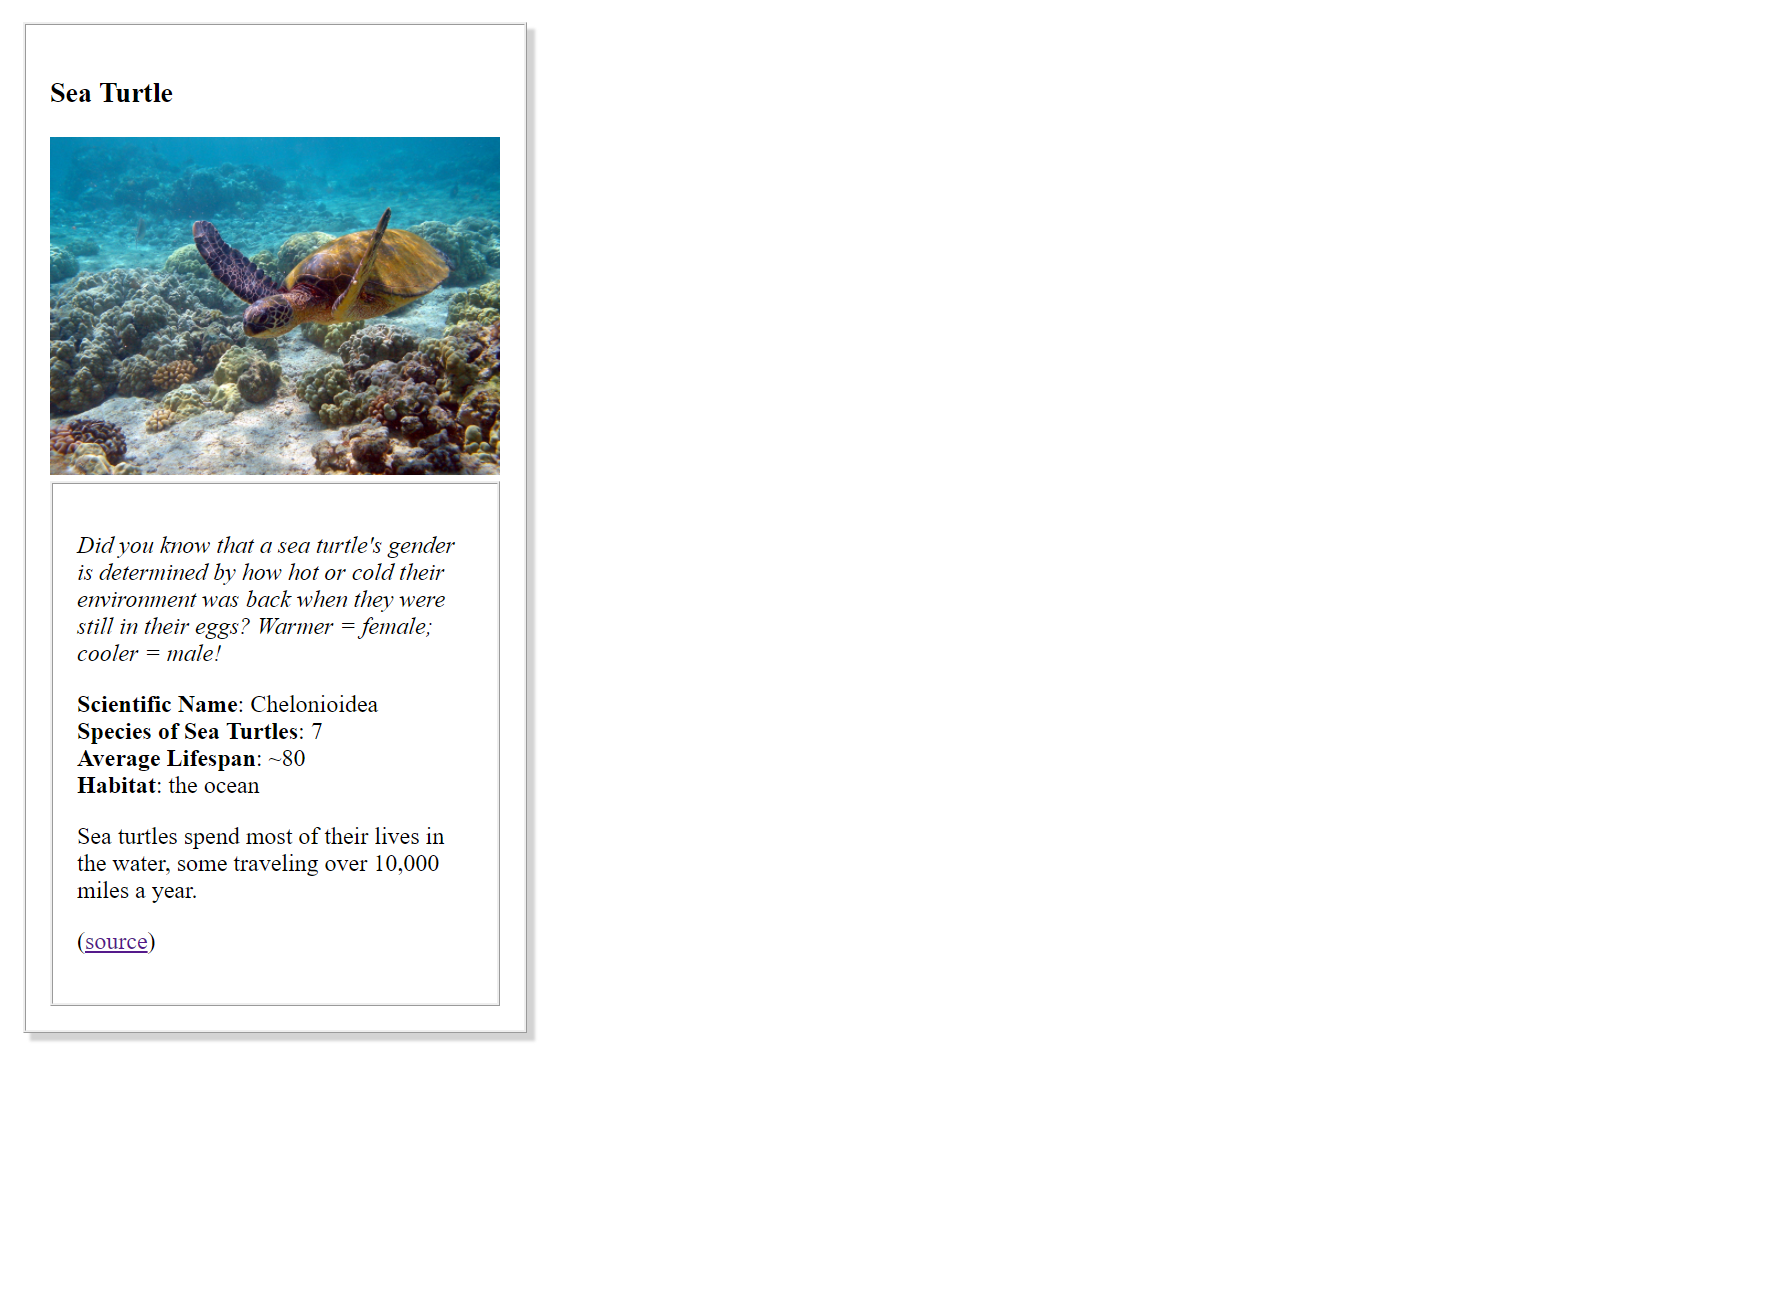 Sea Turtle
Did you know that a sea turtle's gender
is determined by how hot or cold their
environment was back when they were
still in their eggs? Warmer = female;
cooler = male!
Scientific Name: Chelonioidea
Species of Sea Turtles: 7
Average Lifespan: ~80
Habitat: the ocean
Sea turtles spend most of their lives in
the water, some traveling over 10,000
miles a year.
(source)